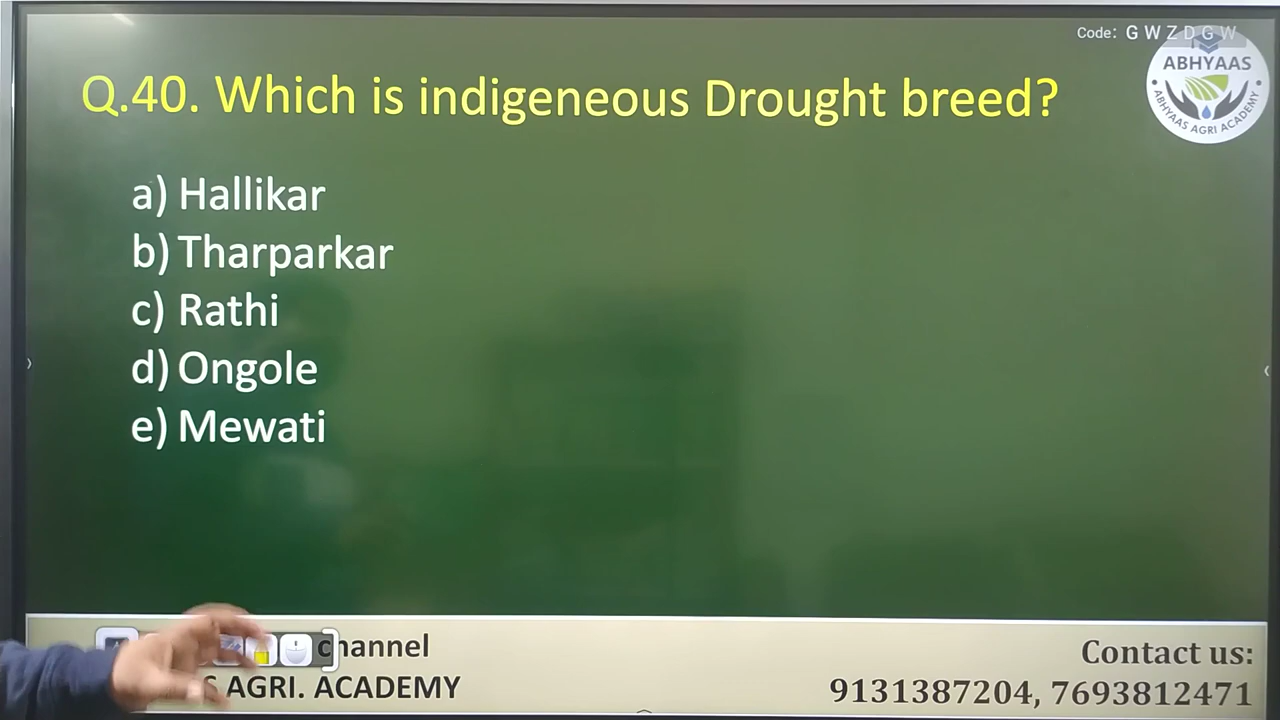 Code: G W Z D G W
ABHYAAS
ABHYAAS AGRI ACADEMY
Q.40. Which is indigeneous Drought breed?
a) Hallikar
b) Tharparkar
c) Rathi
d) Ongole
e) Mewati
channel
AGRI. ACADEMY
Contact us:
9131387204, 7693812471